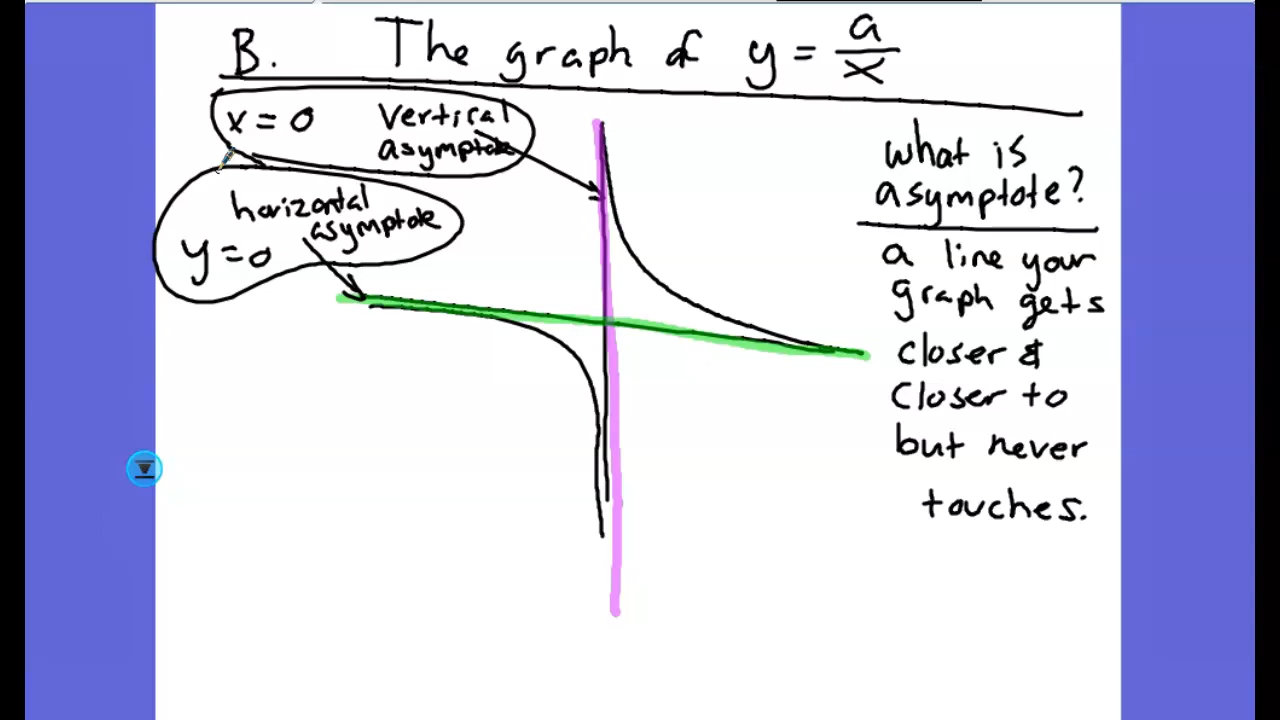 B. The graph of y = a/x
x = 0 vertical
asymptote
horizontal
asymptote
y = 0
what is
asymptote?
a line your
graph gets
closer &
closer to
but never
touches.